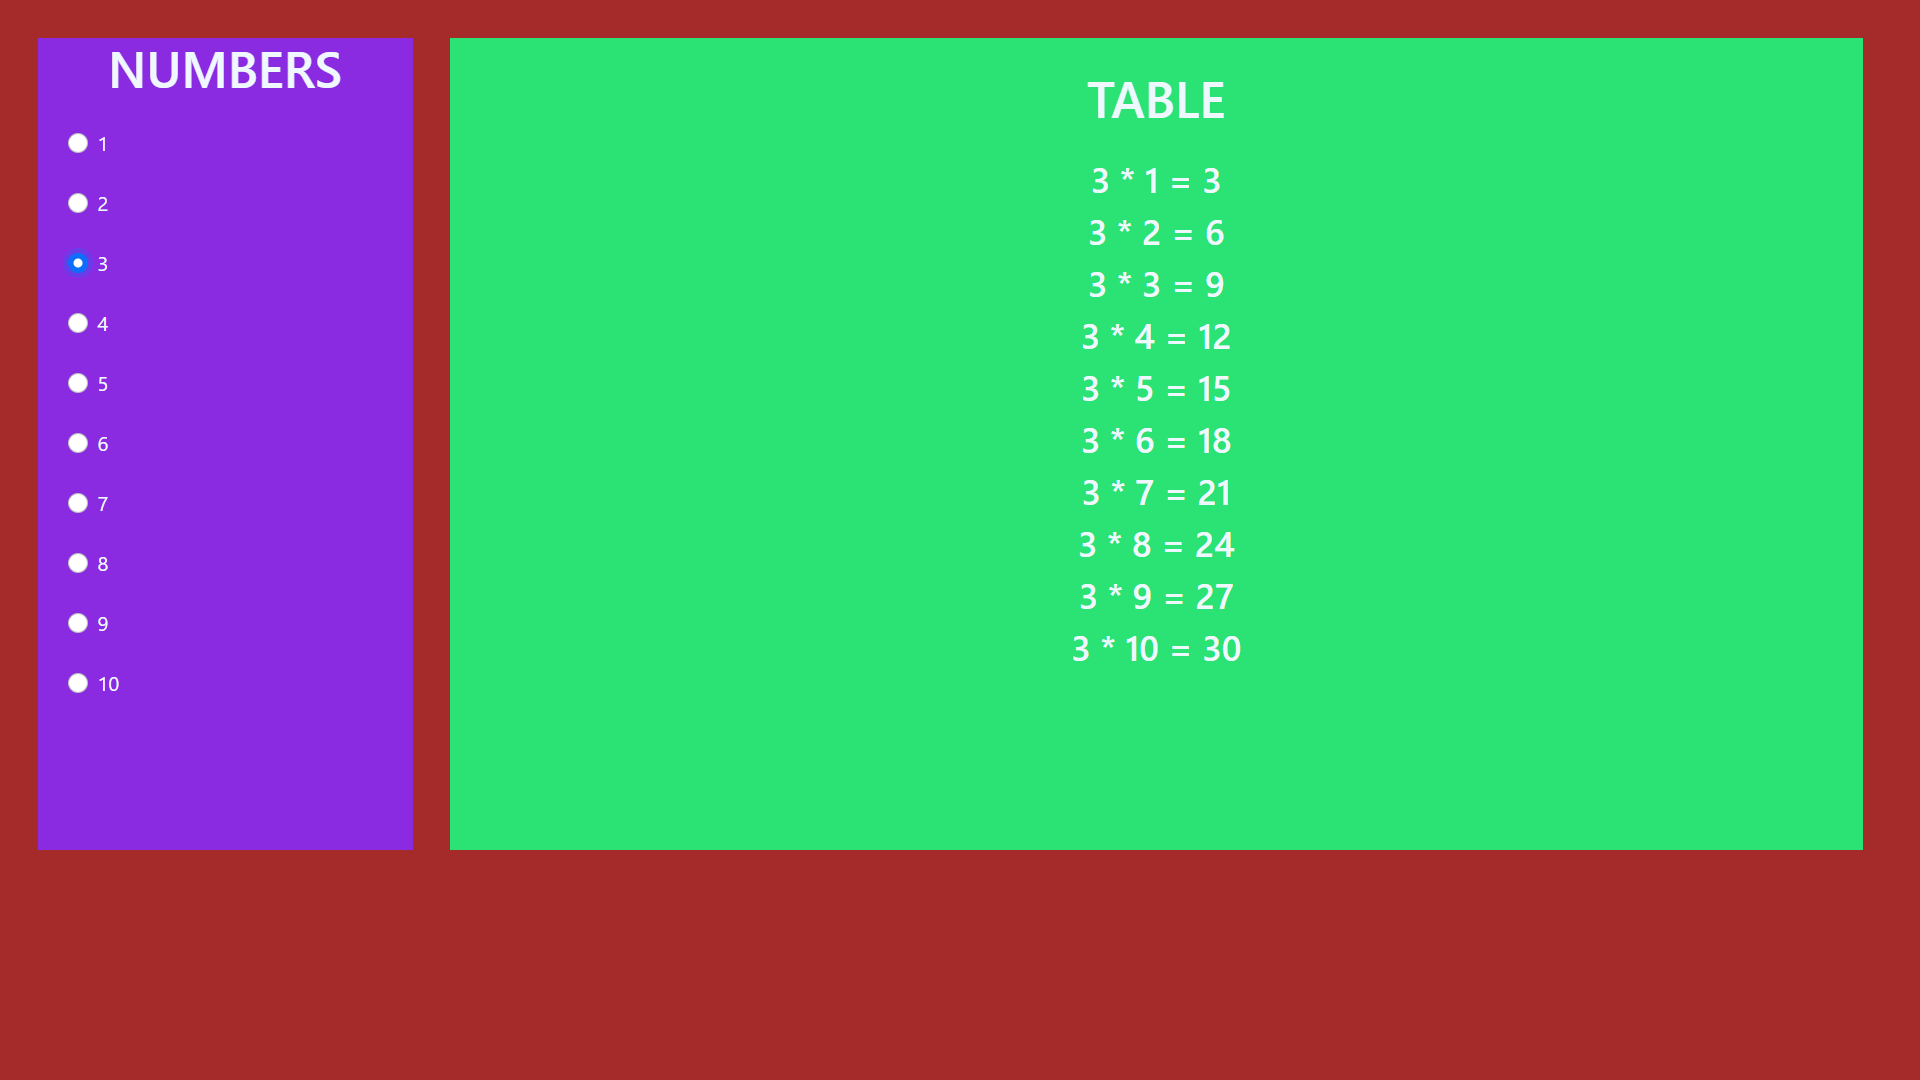 NUMBERS
1
2
3
4
5
6
7
8
9
10
TABLE
3 * 1 = 3
3 * 2 = 6
3 * 3 = 9
3 * 4 = 12
3 * 5 = 15
3 * 6 = 18
3 * 7 = 21
3 * 8 = 24
3 * 9 = 27
3 * 10 = 30